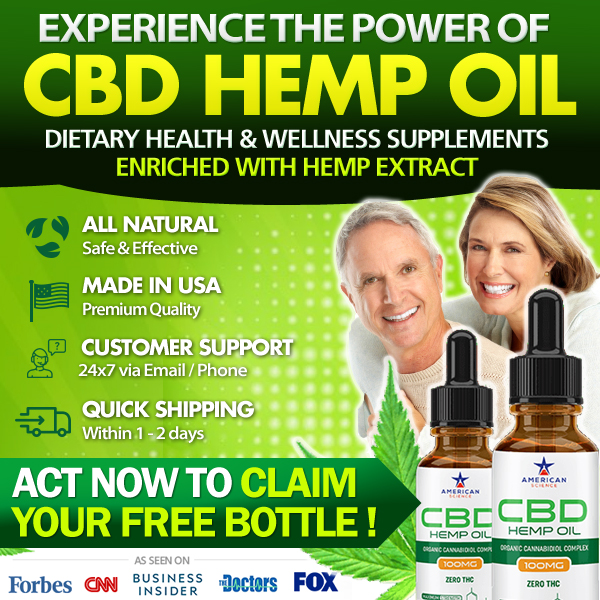 EXPERIENCE THE POWER OF
CBD HEMP OIL
DIETARY HEALTH & WELLNESS SUPPLEMENTS
ENRICHED WITH HEMP EXTRACT
ALL NATURAL
Safe & Effective
MADE IN USA
Premium Quality
?
CUSTOMER SUPPORT
24x7 via Email / Phone
QUICK SHIPPING
Within 1 - 2 days
ACT NOW TO CLAIM
YOUR FREE BOTTLE !
AS SEEN ON
Forbes
CNN
BUSINESS
INSIDER
THE Doctors
FOX
AMERICAN
SCIENCE
CBD
HEMP OIL
ORGANIC CANNABIDIOL COMPLEX
100MG
ZERO THC
AMERICAN
SCIENCE
CBD
HEMP OIL
ORGANIC CANNABIDIOL COMPLEX
100MG
ZERO THC